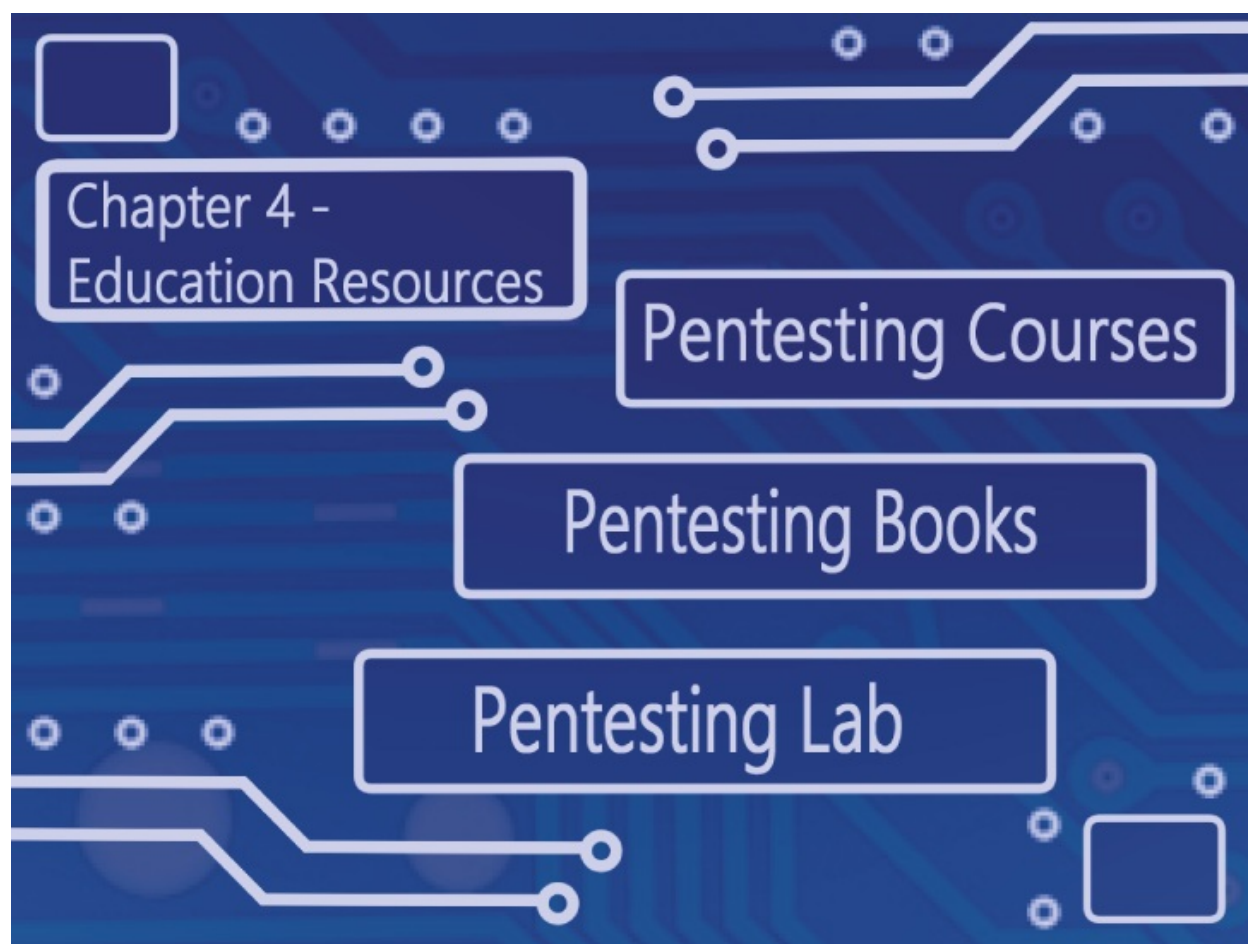 Chapter 4 -
Education Resources
Pentesting Courses
Pentesting Books
Pentesting Lab